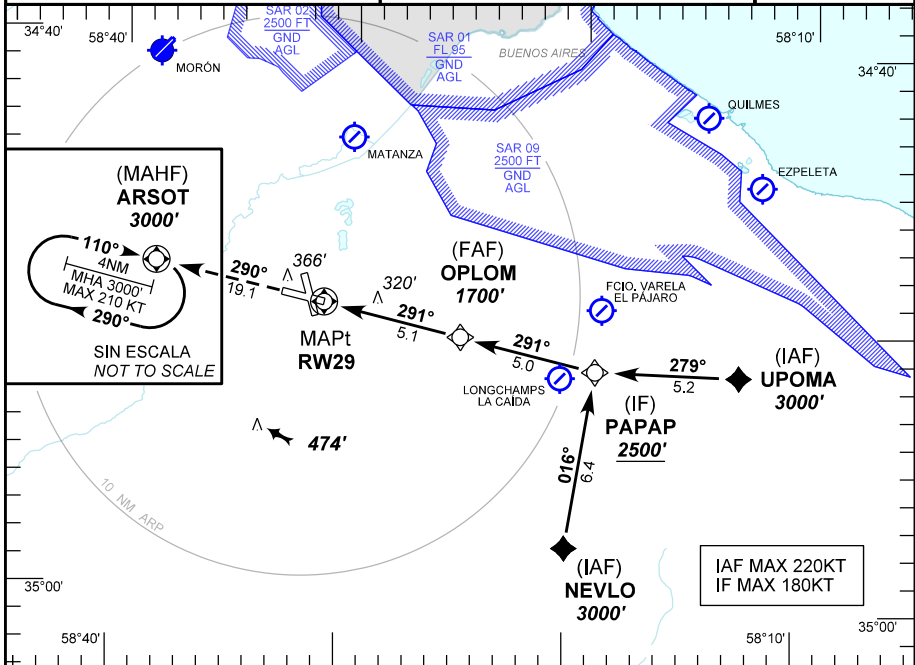 34°40'
58°40'
SAR 02
2500 FT
GND
AGL
SAR 01
FL 95
GND
AGL
BUENOS AIRES
58°10'
34°40'
MORÓN
QUILMES
MATANZA
SAR 09
2500 FT
GND
AGL
EZPELETA
(MAHF)
ARSOT
3000'
110°
4NM
MHA 3000'
MAX 210 KT
290°
SIN ESCALA
NOT TO SCALE
290°
19.1
366'
MAPt
RW29
320'
291°
5.1
(FAF)
OPLOM
1700'
291°
5.0
FCIO. VARELA
EL PÁJARO
LONGCHAMPS
LA CAIDA
279°
5.2
(IAF)
UPOMA
3000'
(IF)
PAPAP
2500'
016°
6.4
474'
10 NM ARP
(IAF)
NEVLO
3000'
IAF MAX 220KT
IF MAX 180KT
35°00'
35°00'
58°40'
58°10'